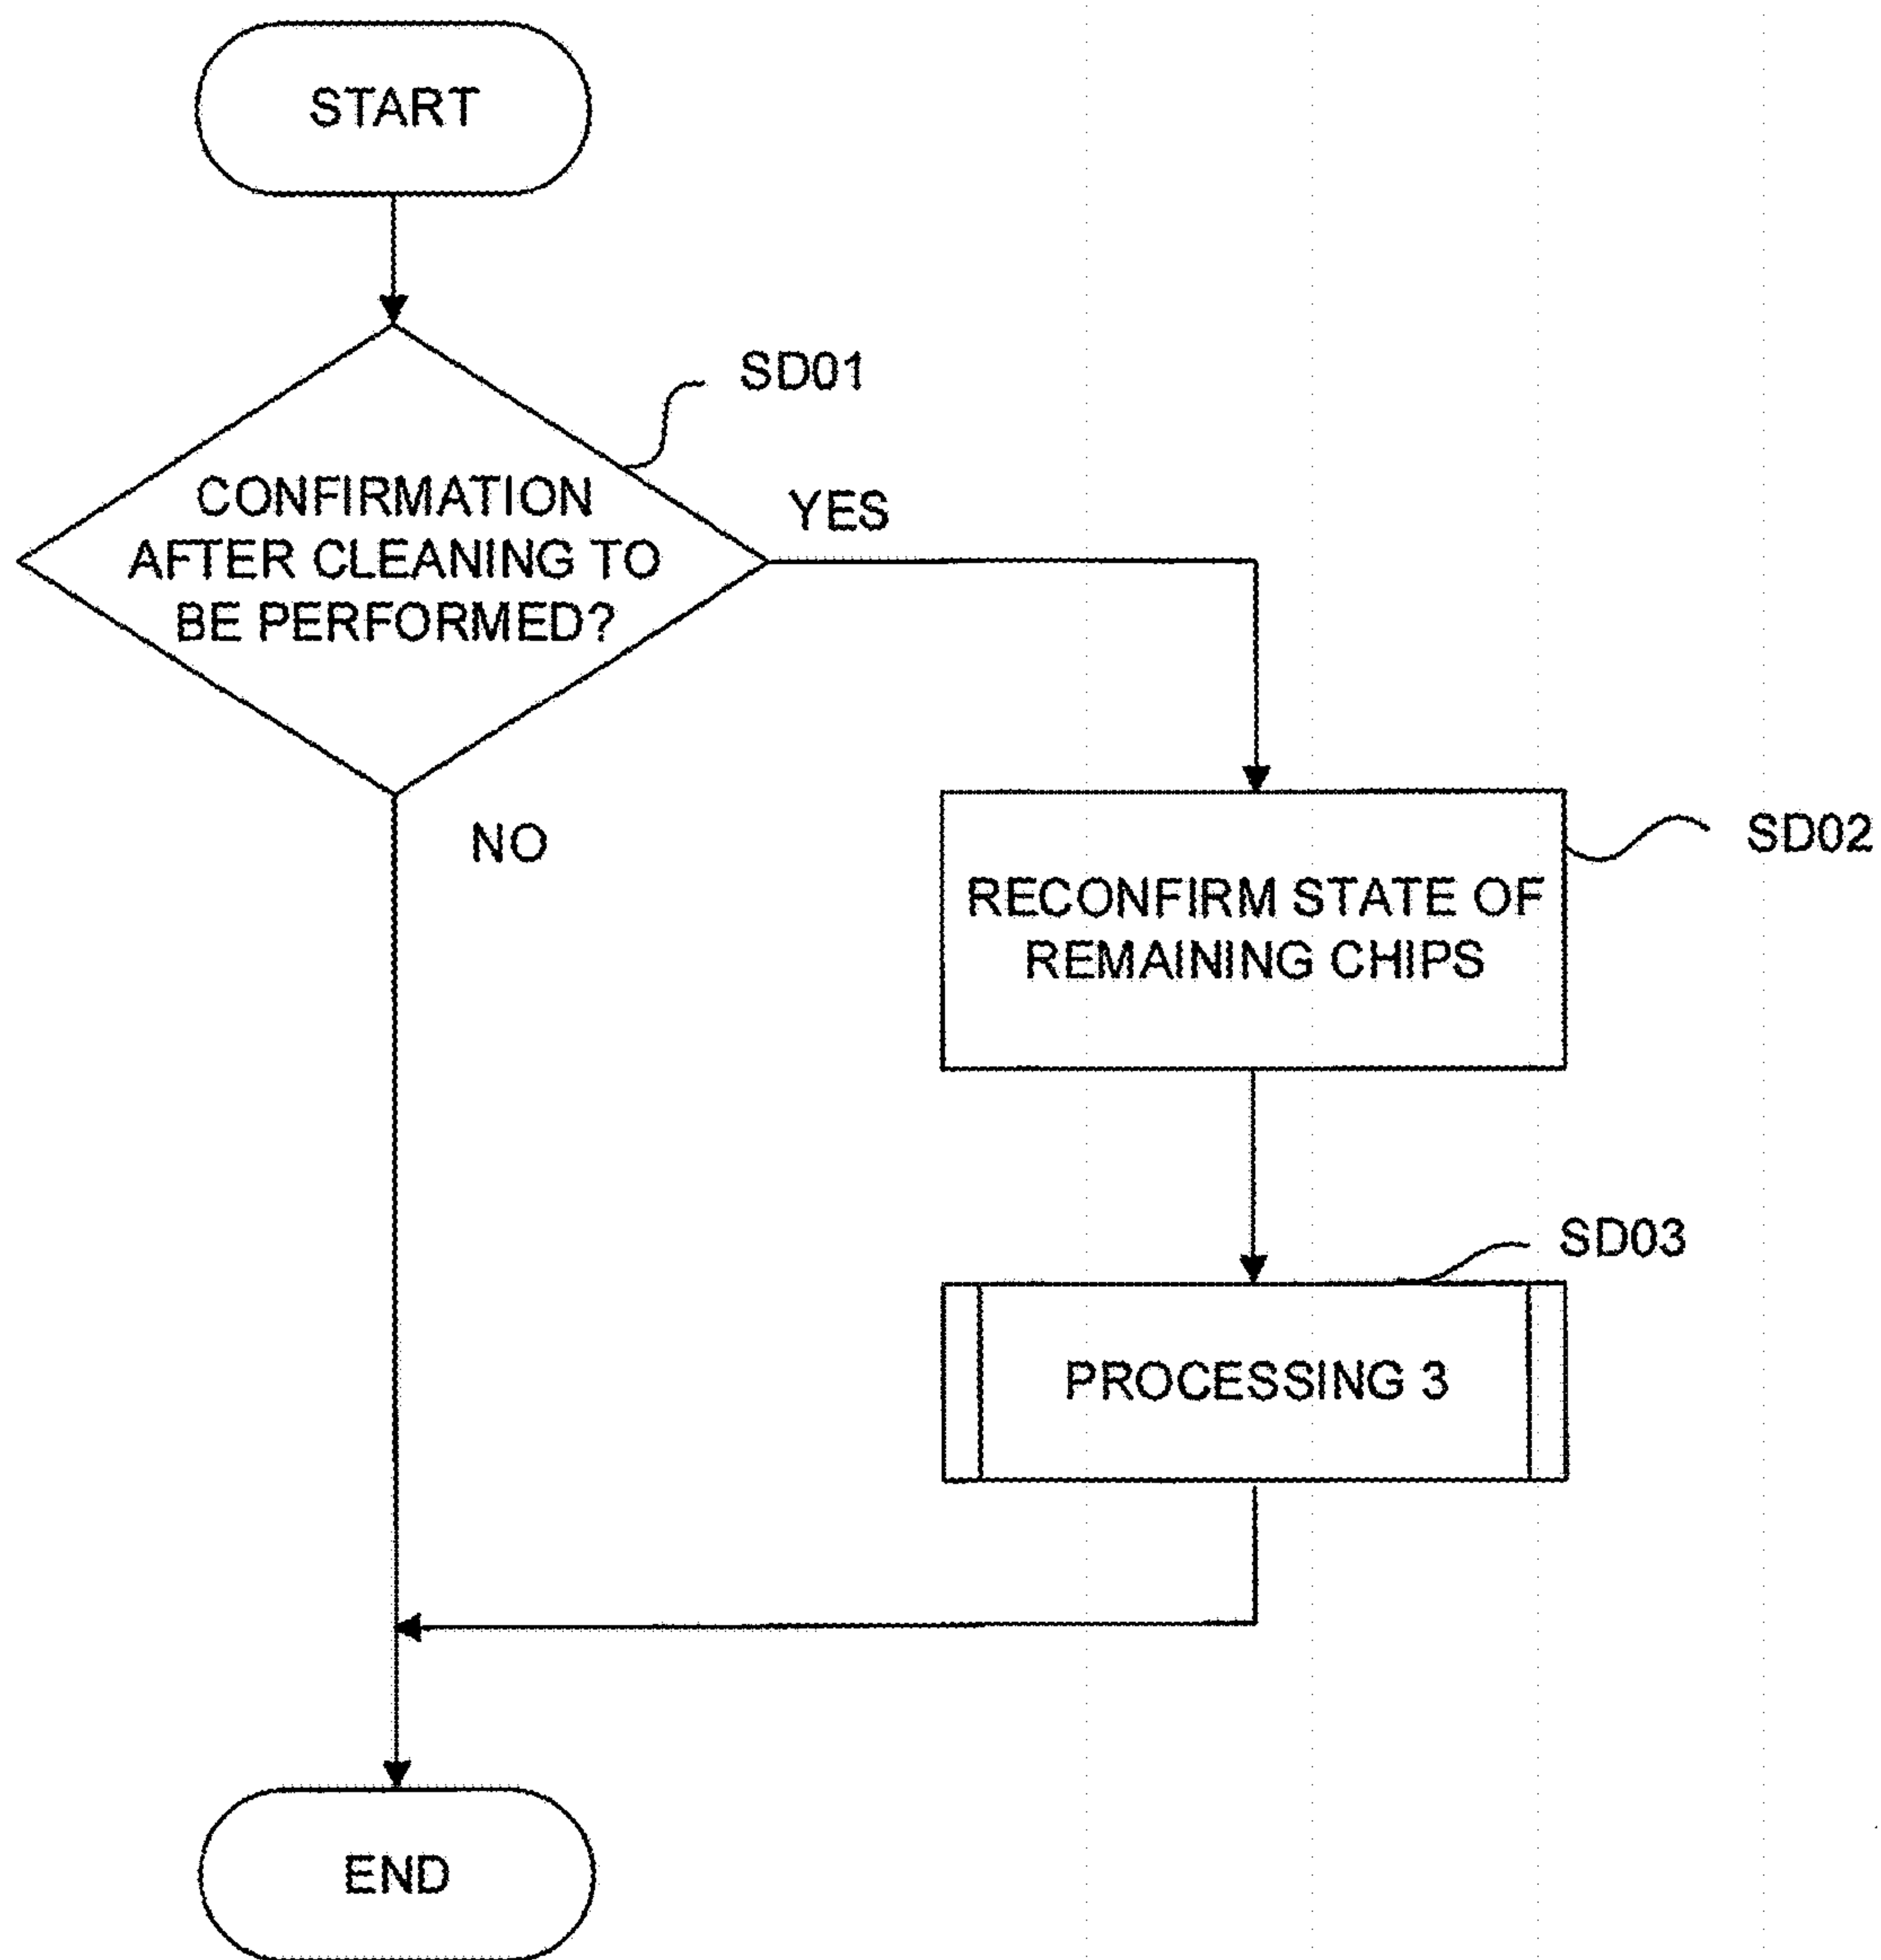 START
SD01
CONFIRMATION
AFTER CLEANING TO
BE PERFORMED?
YES
NO
SD02
RECONFIRM STATE OF
REMAINING CHIPS
SD03
PROCESSING 3
END